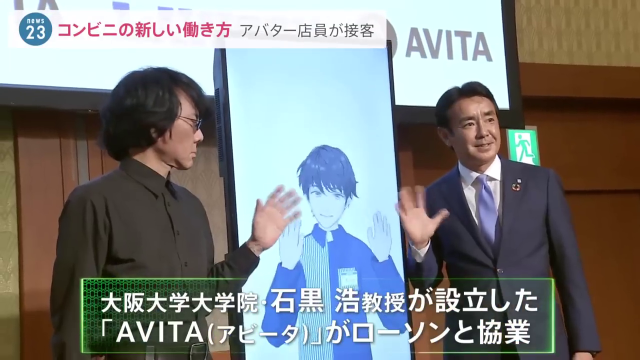 news
23
コンビニの新しい働き方 アバター店員が接客
AVITA
大阪大学大学院・石黒 浩教授が設立した
「AVITA(アビータ)」がローソンと協業